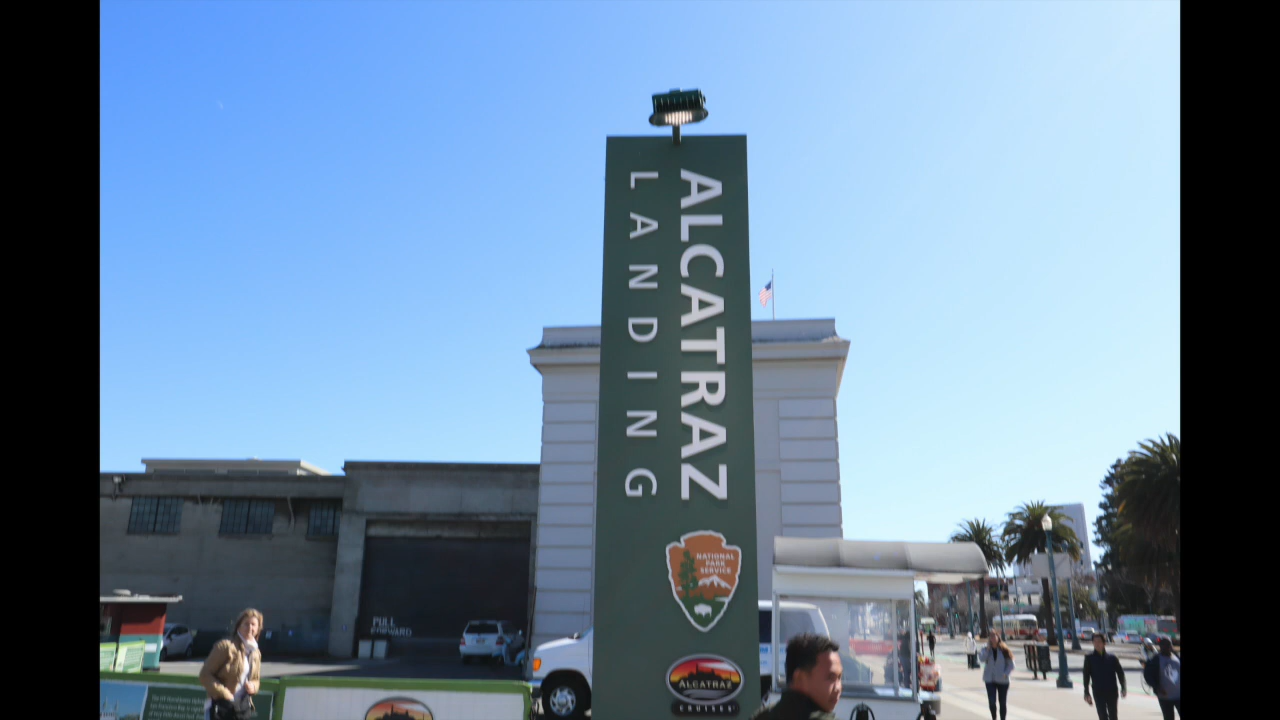 ALCATRAZ
LANDING
NATIONAL
PARK
SERVICE
ALCATRAZ
CRUISES
PULL
FORWARD